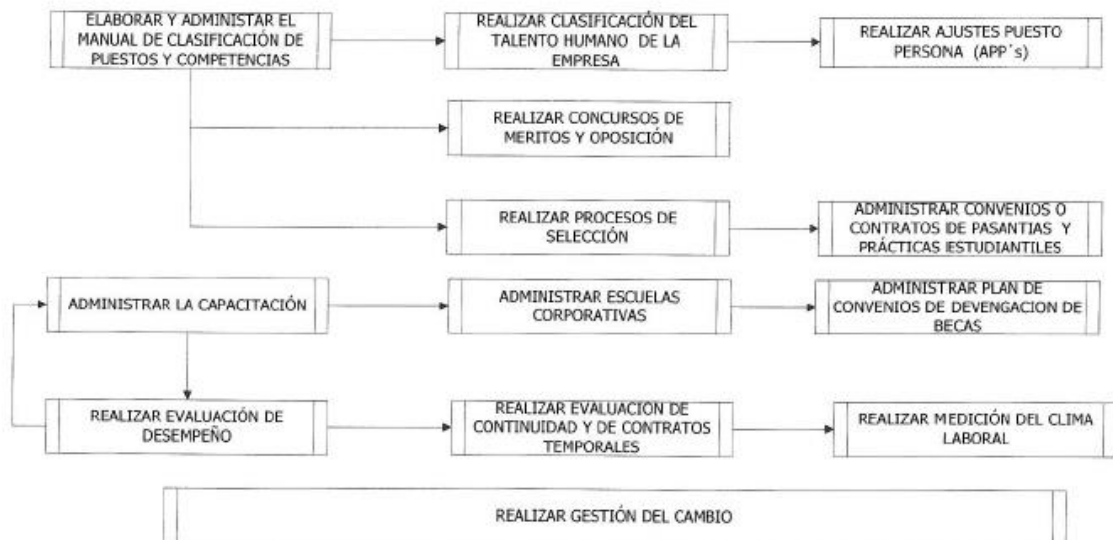 ELABORAR Y ADMINISTAR EL
MANUAL DE CLASIFICACIÓN DE
PUESTOS Y COMPETENCIAS
REALIZAR CLASIFICACIÓN DEL
TALENTO HUMANO DE LA
EMPRESA
REALIZAR AJUSTES PUESTO
PERSONA (APP´s)
REALIZAR CONCURSOS DE
MERITOS Y OPOSICIÓN
REALIZAR PROCESOS DE
SELECCIÓN
ADMINISTRAR CONVENIOS O
CONTRATOS DE PASANTIAS Y
PRÁCTICAS ESTUDIANTILES
ADMINISTRAR LA CAPACITACIÓN
ADMINISTRAR ESCUELAS
CORPORATIVAS
ADMINISTRAR PLAN DE
CONVENIOS DE DEVENGACION DE
BECAS
REALIZAR EVALUACIÓN DE
DESEMPEÑO
REALIZAR EVALUACION DE
CONTINUIDAD Y DE CONTRATOS
TEMPORALES
REALIZAR MEDICIÓN DEL CLIMA
LABORAL
REALIZAR GESTIÓN DEL CAMBIO